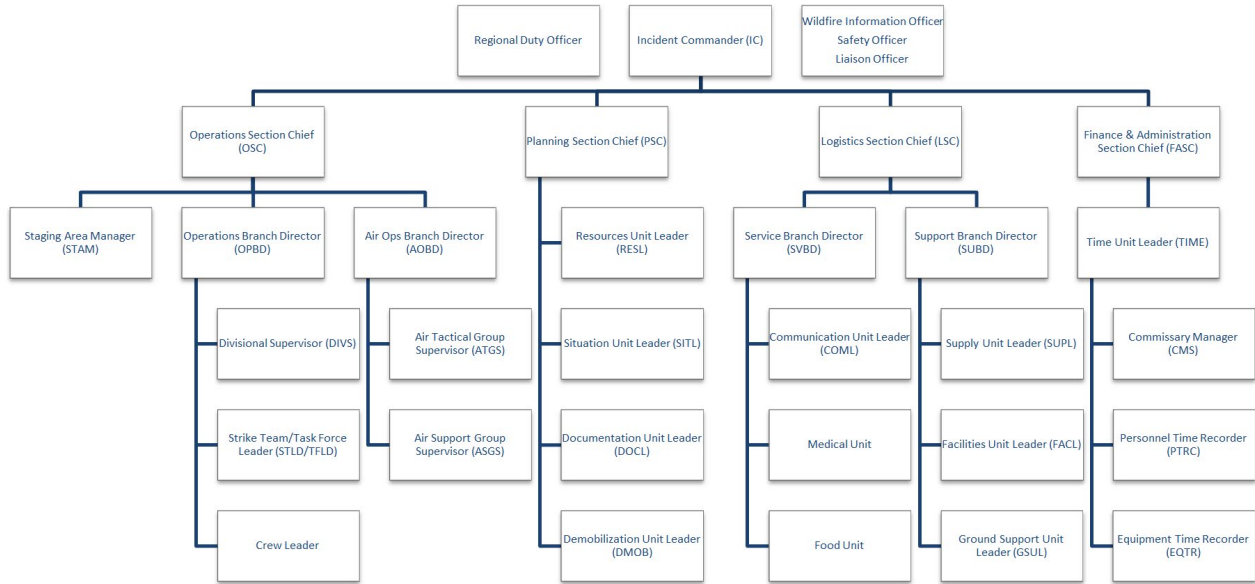 Regional Duty Officer
Incident Commander (IC)
Wildfire Information Officer
Safety Officer
Liaison Officer
Operations Section Chief
(OSC)
Planning Section Chief (PSC)
Logistics Section Chief (LSC)
Finance & Administration
Section Chief (FASC)
Staging Area Manager
(STAM)
Operations Branch Director
(OPBD)
Air Ops Branch Director
(AOBD)
Resources Unit Leader
(RESL)
Service Branch Director
(SVBD)
Support Branch Director
(SUBD)
Time Unit Leader (TIME)
Divisional Supervisor (DIVS)
Air Tactical Group
Supervisor (ATGS)
Situation Unit Leader (SITL)
Communication Unit Leader
(COML)
Supply Unit Leader (SUPL)
Commissary Manager
(CMS)
Strike Team/Task Force
Leader (STLD/TFLD)
Air Support Group
Supervisor (ASGS)
Documentation Unit Leader
(DOCL)
Medical Unit
Facilities Unit Leader (FACL)
Personnel Time Recorder
(PTRC)
Crew Leader
Demobilization Unit Leader
(DMOB)
Food Unit
Ground Support Unit
Leader (GSUL)
Equipment Time Recorder
(EQTR)